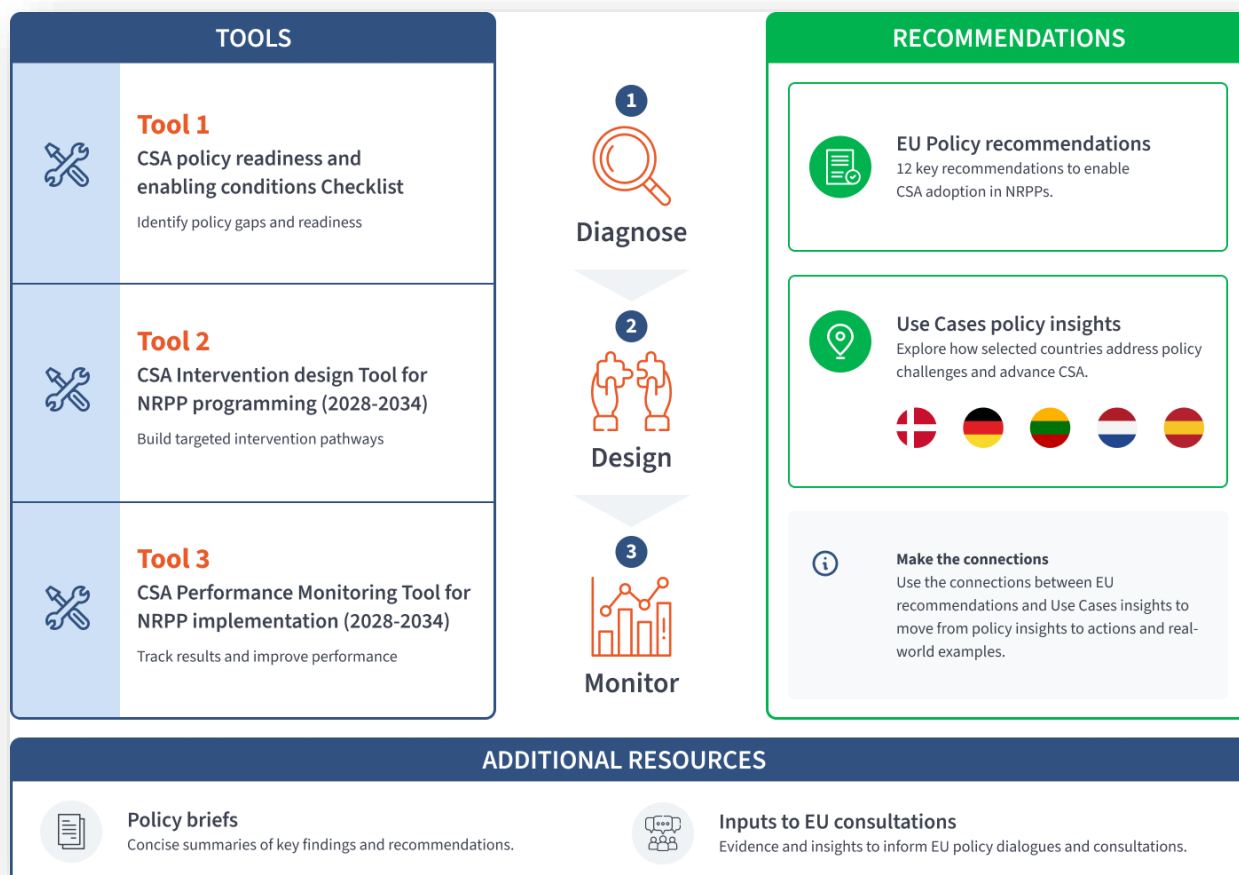 TOOLS
Tool 1
CSA policy readiness and
enabling conditions Checklist
Identify policy gaps and readiness
Tool 2
CSA Intervention design Tool for
NRPP programming (2028-2034)
Build targeted intervention pathways
Tool 3
CSA Performance Monitoring Tool for
NRPP implementation (2028-2034)
Track results and improve performance
1
Diagnose
2
Design
3
Monitor
RECOMMENDATIONS
EU Policy recommendations
12 key recommendations to enable
CSA adoption in NRPPs.
Use Cases policy insights
Explore how selected countries address policy
challenges and advance CSA.
Make the connections
Use the connections between EU
recommendations and Use Cases insights to
move from policy insights to actions and real-
world examples.
ADDITIONAL RESOURCES
Policy briefs
Concise summaries of key findings and recommendations.
Inputs to EU consultations
Evidence and insights to inform EU policy dialogues and consultations.